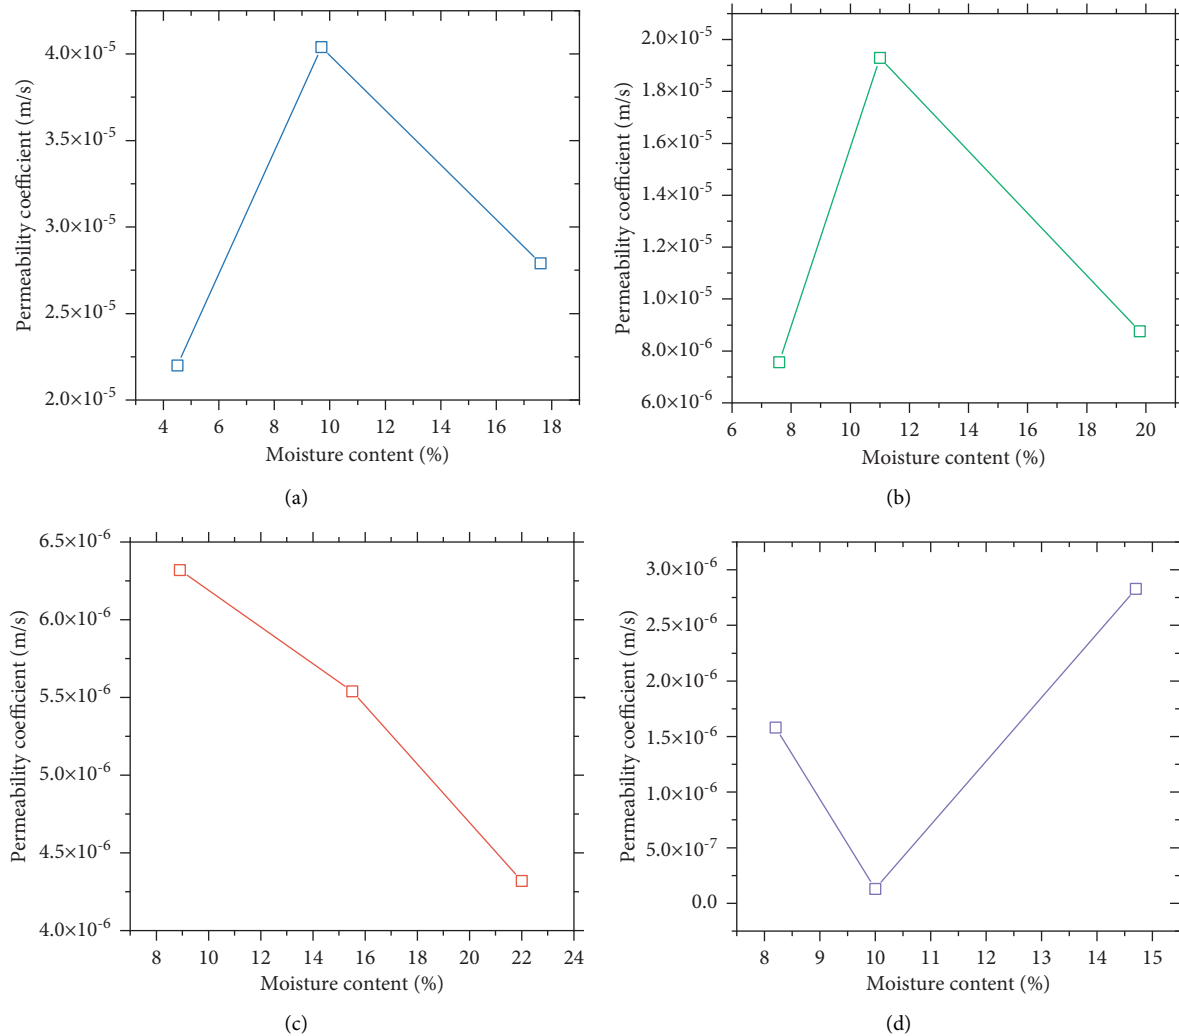 4.0×10⁻⁵
3.5×10⁻⁵
3.0×10⁻⁵
2.5×10⁻⁵
2.0×10⁻⁵
Permeability coefficient (m/s)
4 6 8 10 12 14 16 18
Moisture content (%)
(a)
2.0×10⁻⁵
1.8×10⁻⁵
1.6×10⁻⁵
1.4×10⁻⁵
1.2×10⁻⁵
1.0×10⁻⁵
8.0×10⁻⁶
6.0×10⁻⁶
Permeability coefficient (m/s)
6 8 10 12 14 16 18 20
Moisture content (%)
(b)
6.5×10⁻⁶
6.0×10⁻⁶
5.5×10⁻⁶
5.0×10⁻⁶
4.5×10⁻⁶
4.0×10⁻⁶
Permeability coefficient (m/s)
8 10 12 14 16 18 20 22 24
Moisture content (%)
(c)
3.0×10⁻⁶
2.5×10⁻⁶
2.0×10⁻⁶
1.5×10⁻⁶
1.0×10⁻⁶
5.0×10⁻⁷
0.0
Permeability coefficient (m/s)
8 9 10 11 12 13 14 15
Moisture content (%)
(d)